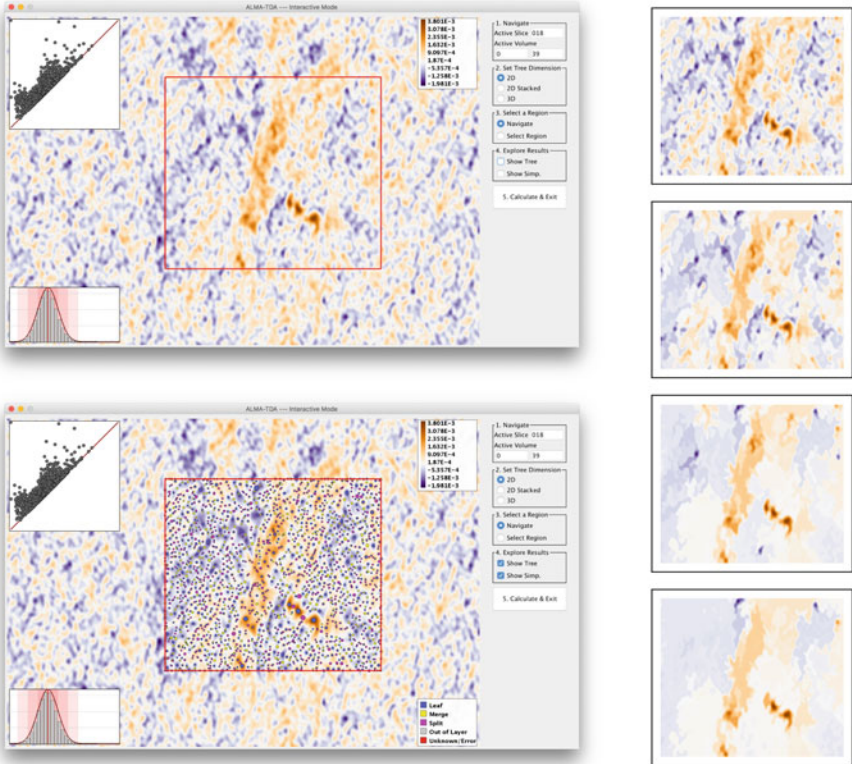 ALMA-TDA ---- Interactive Mode
3.801E-3
3.078E-3
2.355E-3
1.632E-3
9.097E-4
1.87E-4
-5.357E-4
-1.258E-3
-1.981E-3
1. Navigate
Active Slice 018
Active Volume
0 39
2. Set Tree Dimension
2D
2D Stacked
3D
3. Select a Region
Navigate
Select Region
4. Explore Results
Show Tree
Show Simp.
5. Calculate & Exit
ALMA-TDA ---- Interactive Mode
3.801E-3
3.078E-3
2.355E-3
1.632E-3
9.097E-4
1.87E-4
-5.357E-4
-1.258E-3
-1.981E-3
1. Navigate
Active Slice 018
Active Volume
0 39
2. Set Tree Dimension
2D
2D Stacked
3D
3. Select a Region
Navigate
Select Region
4. Explore Results
Show Tree
Show Simp.
5. Calculate & Exit
Leaf
Merge
Split
Out of Layer
Unknown/Error